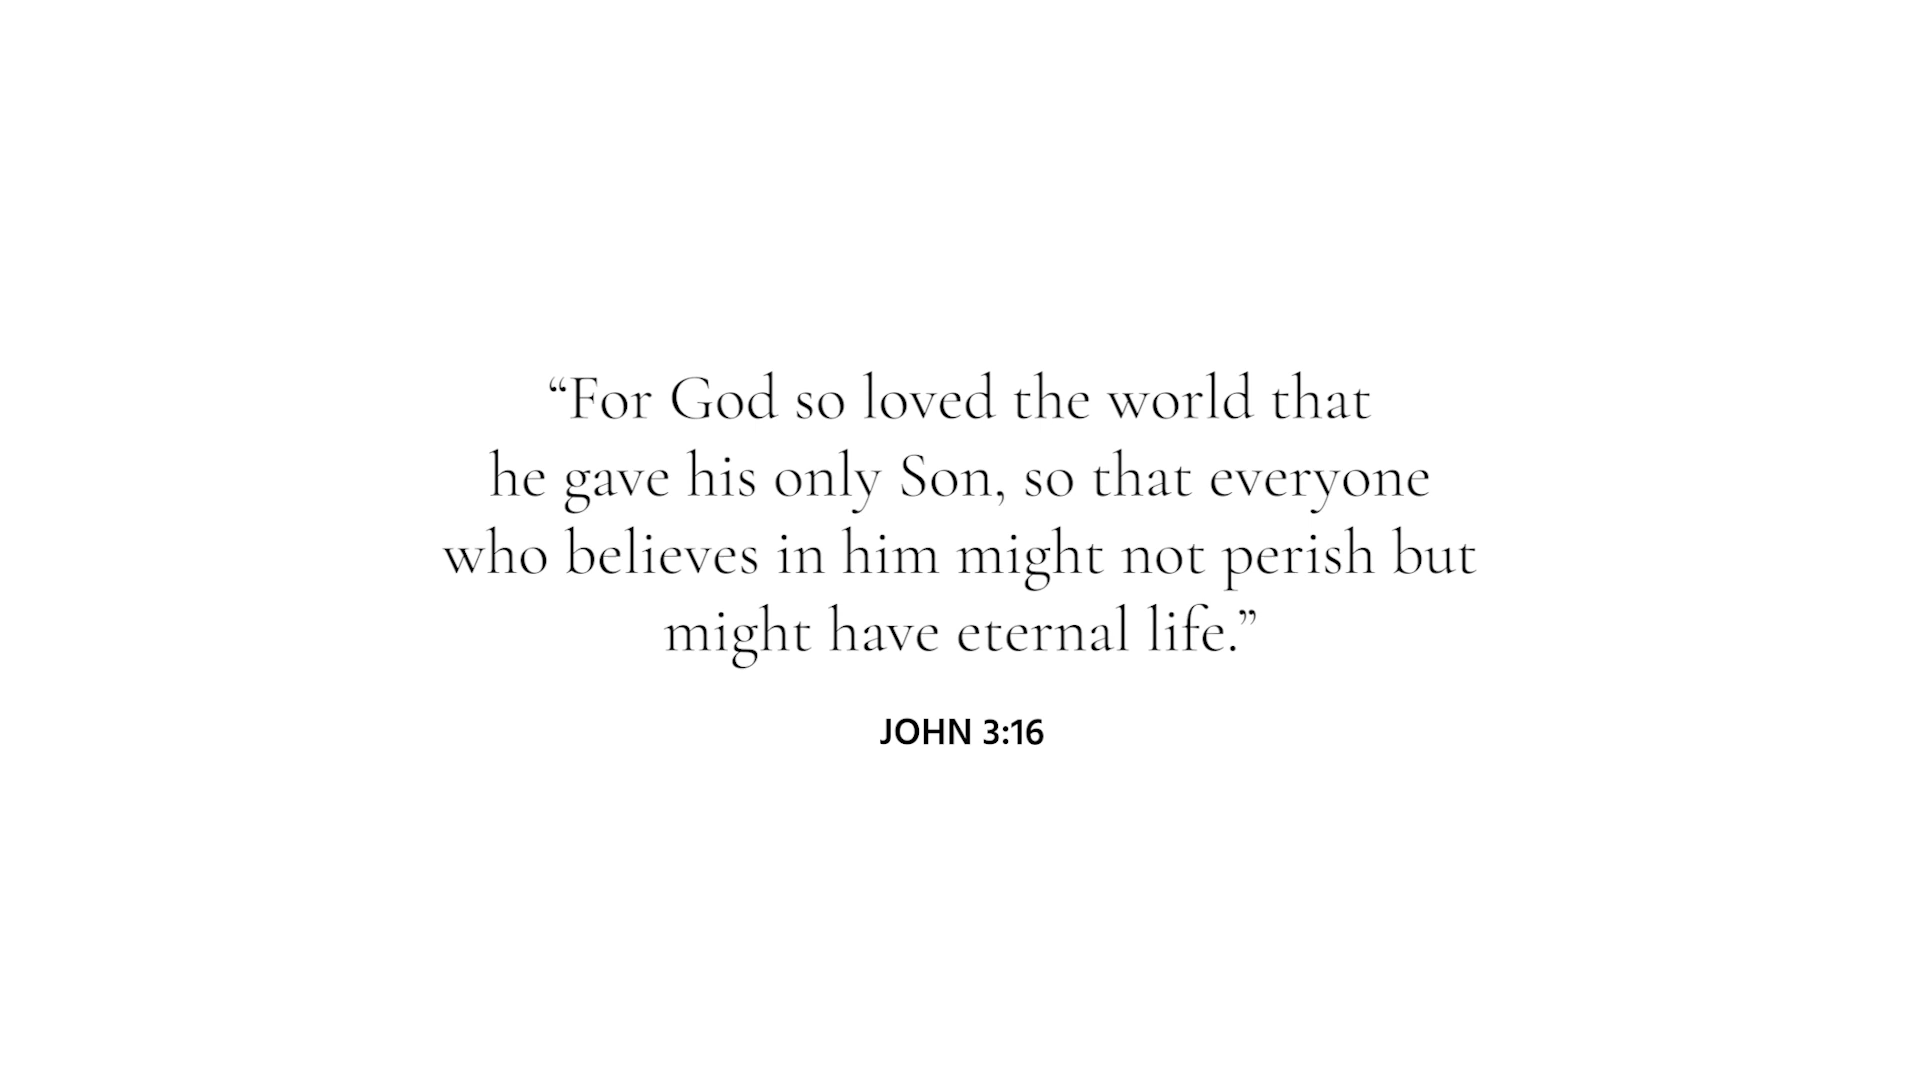 “For God so loved the world that
he gave his only Son, so that everyone
who believes in him might not perish but
might have eternal life.”
JOHN 3:16